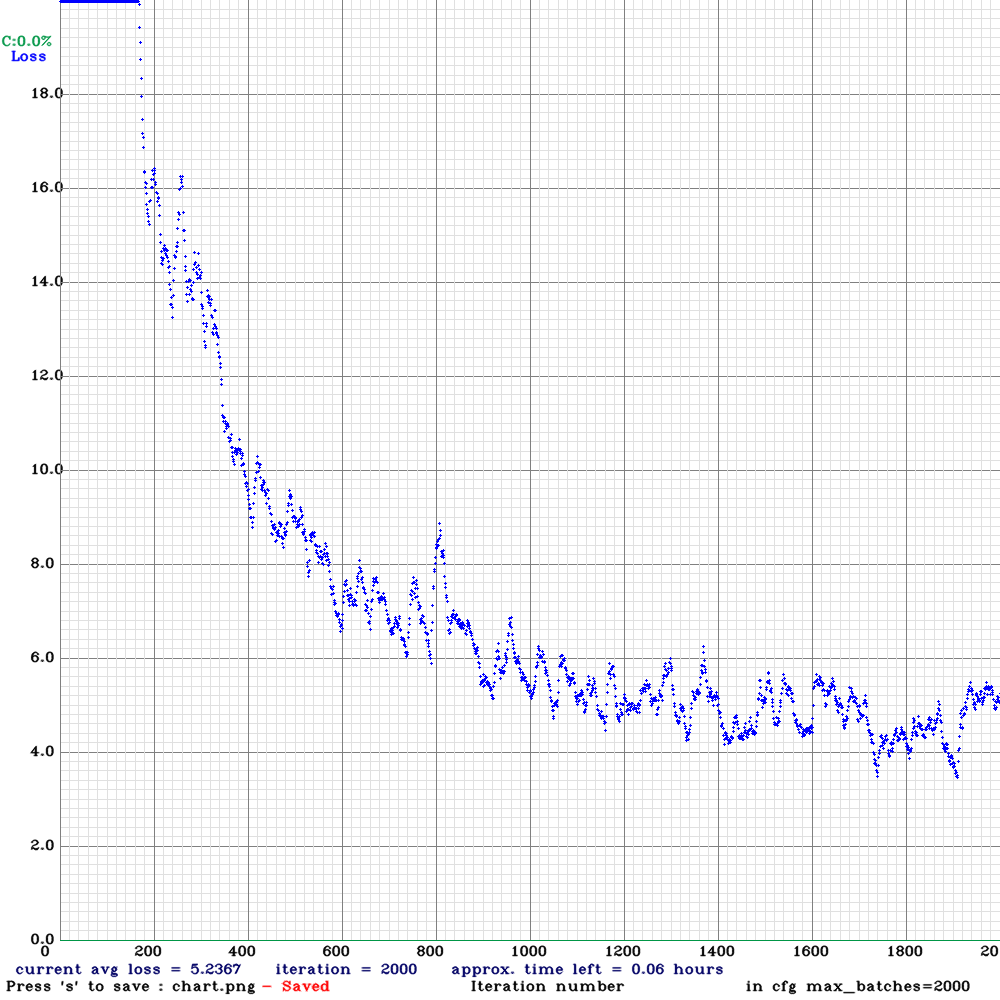 C:0.0%
Loss
18.0
16.0
14.0
12.0
10.0
8.0
6.0
4.0
2.0
0.0
0 200 400 600 800 1000 1200 1400 1600 1800 20
current avg loss = 5.2367 iteration = 2000 approx. time left = 0.06 hours
Press 's' to save : chart.png - Saved Iteration number in cfg max_batches=2000